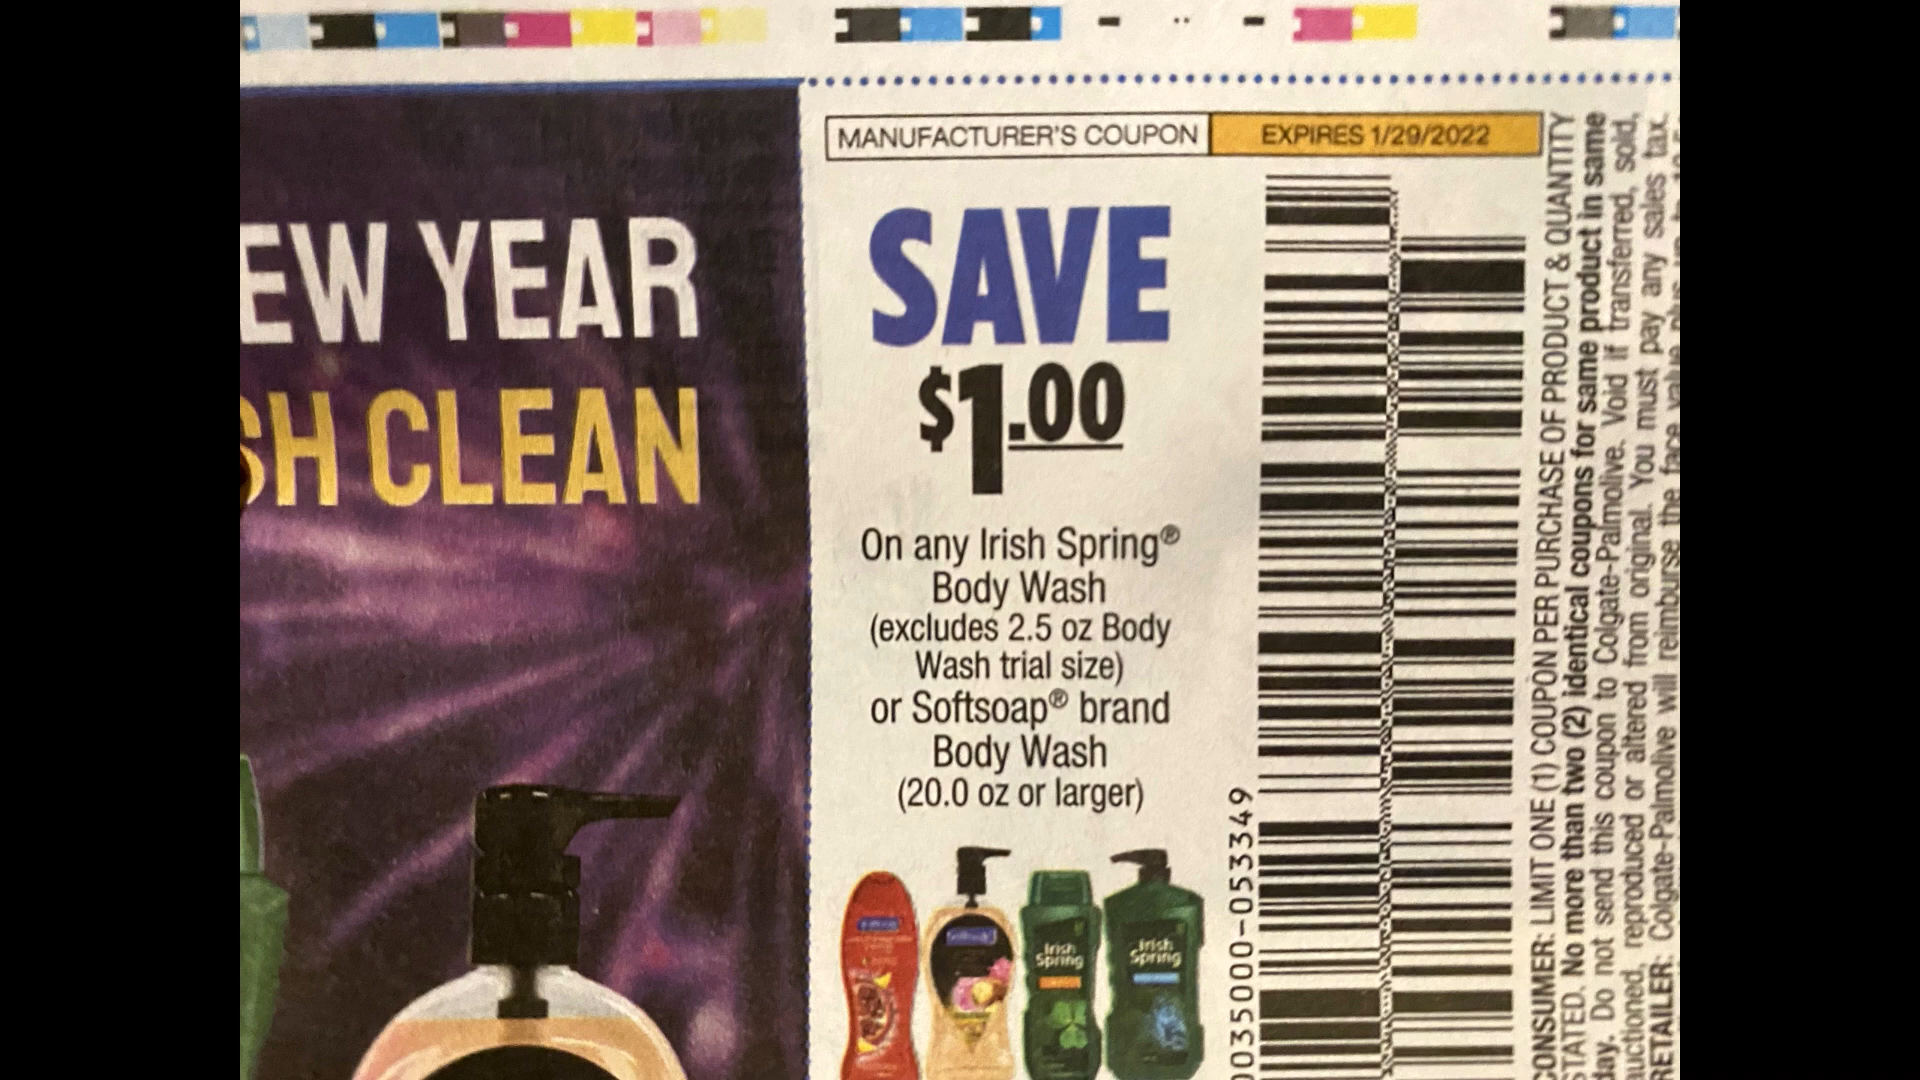 EW YEAR
SH CLEAN
MANUFACTURER'S COUPON
EXPIRES 1/29/2022
SAVE
$1.00
On any Irish Spring®
Body Wash
(excludes 2.5 oz Body
Wash trial size)
or Softsoap® brand
Body Wash
(20.0 oz or larger)
Softsoap
Irish
Spring
Irish
Spring
0035000-053349
CONSUMER: LIMIT ONE (1) COUPON PER PURCHASE OF PRODUCT & QUANTITY
STATED. No more than two (2) identical coupons for same product in same
day. Do not send this coupon to Colgate-Palmolive. Void if transferred, sold,
auctioned, reproduced or altered from original. You must pay any sales tax.
RETAILER: Colgate-Palmolive will reimburse the face value plus